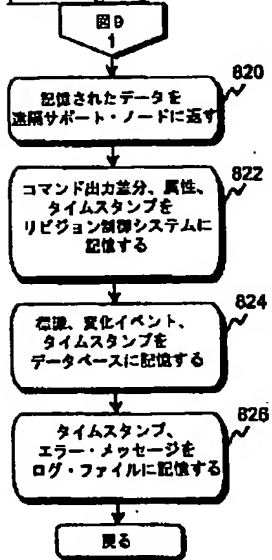 図9
1
820
記憶されたデータを
遠隔サポート・ノードに返す
822
コマンド出力差分、属性、
タイムスタンプを
リビジョン制御システムに
記憶する
824
標識、変化イベント、
タイムスタンプを
データベースに記憶する
826
タイムスタンプ、
エラー・メッセージを
ログ・ファイルに記憶する
戻る